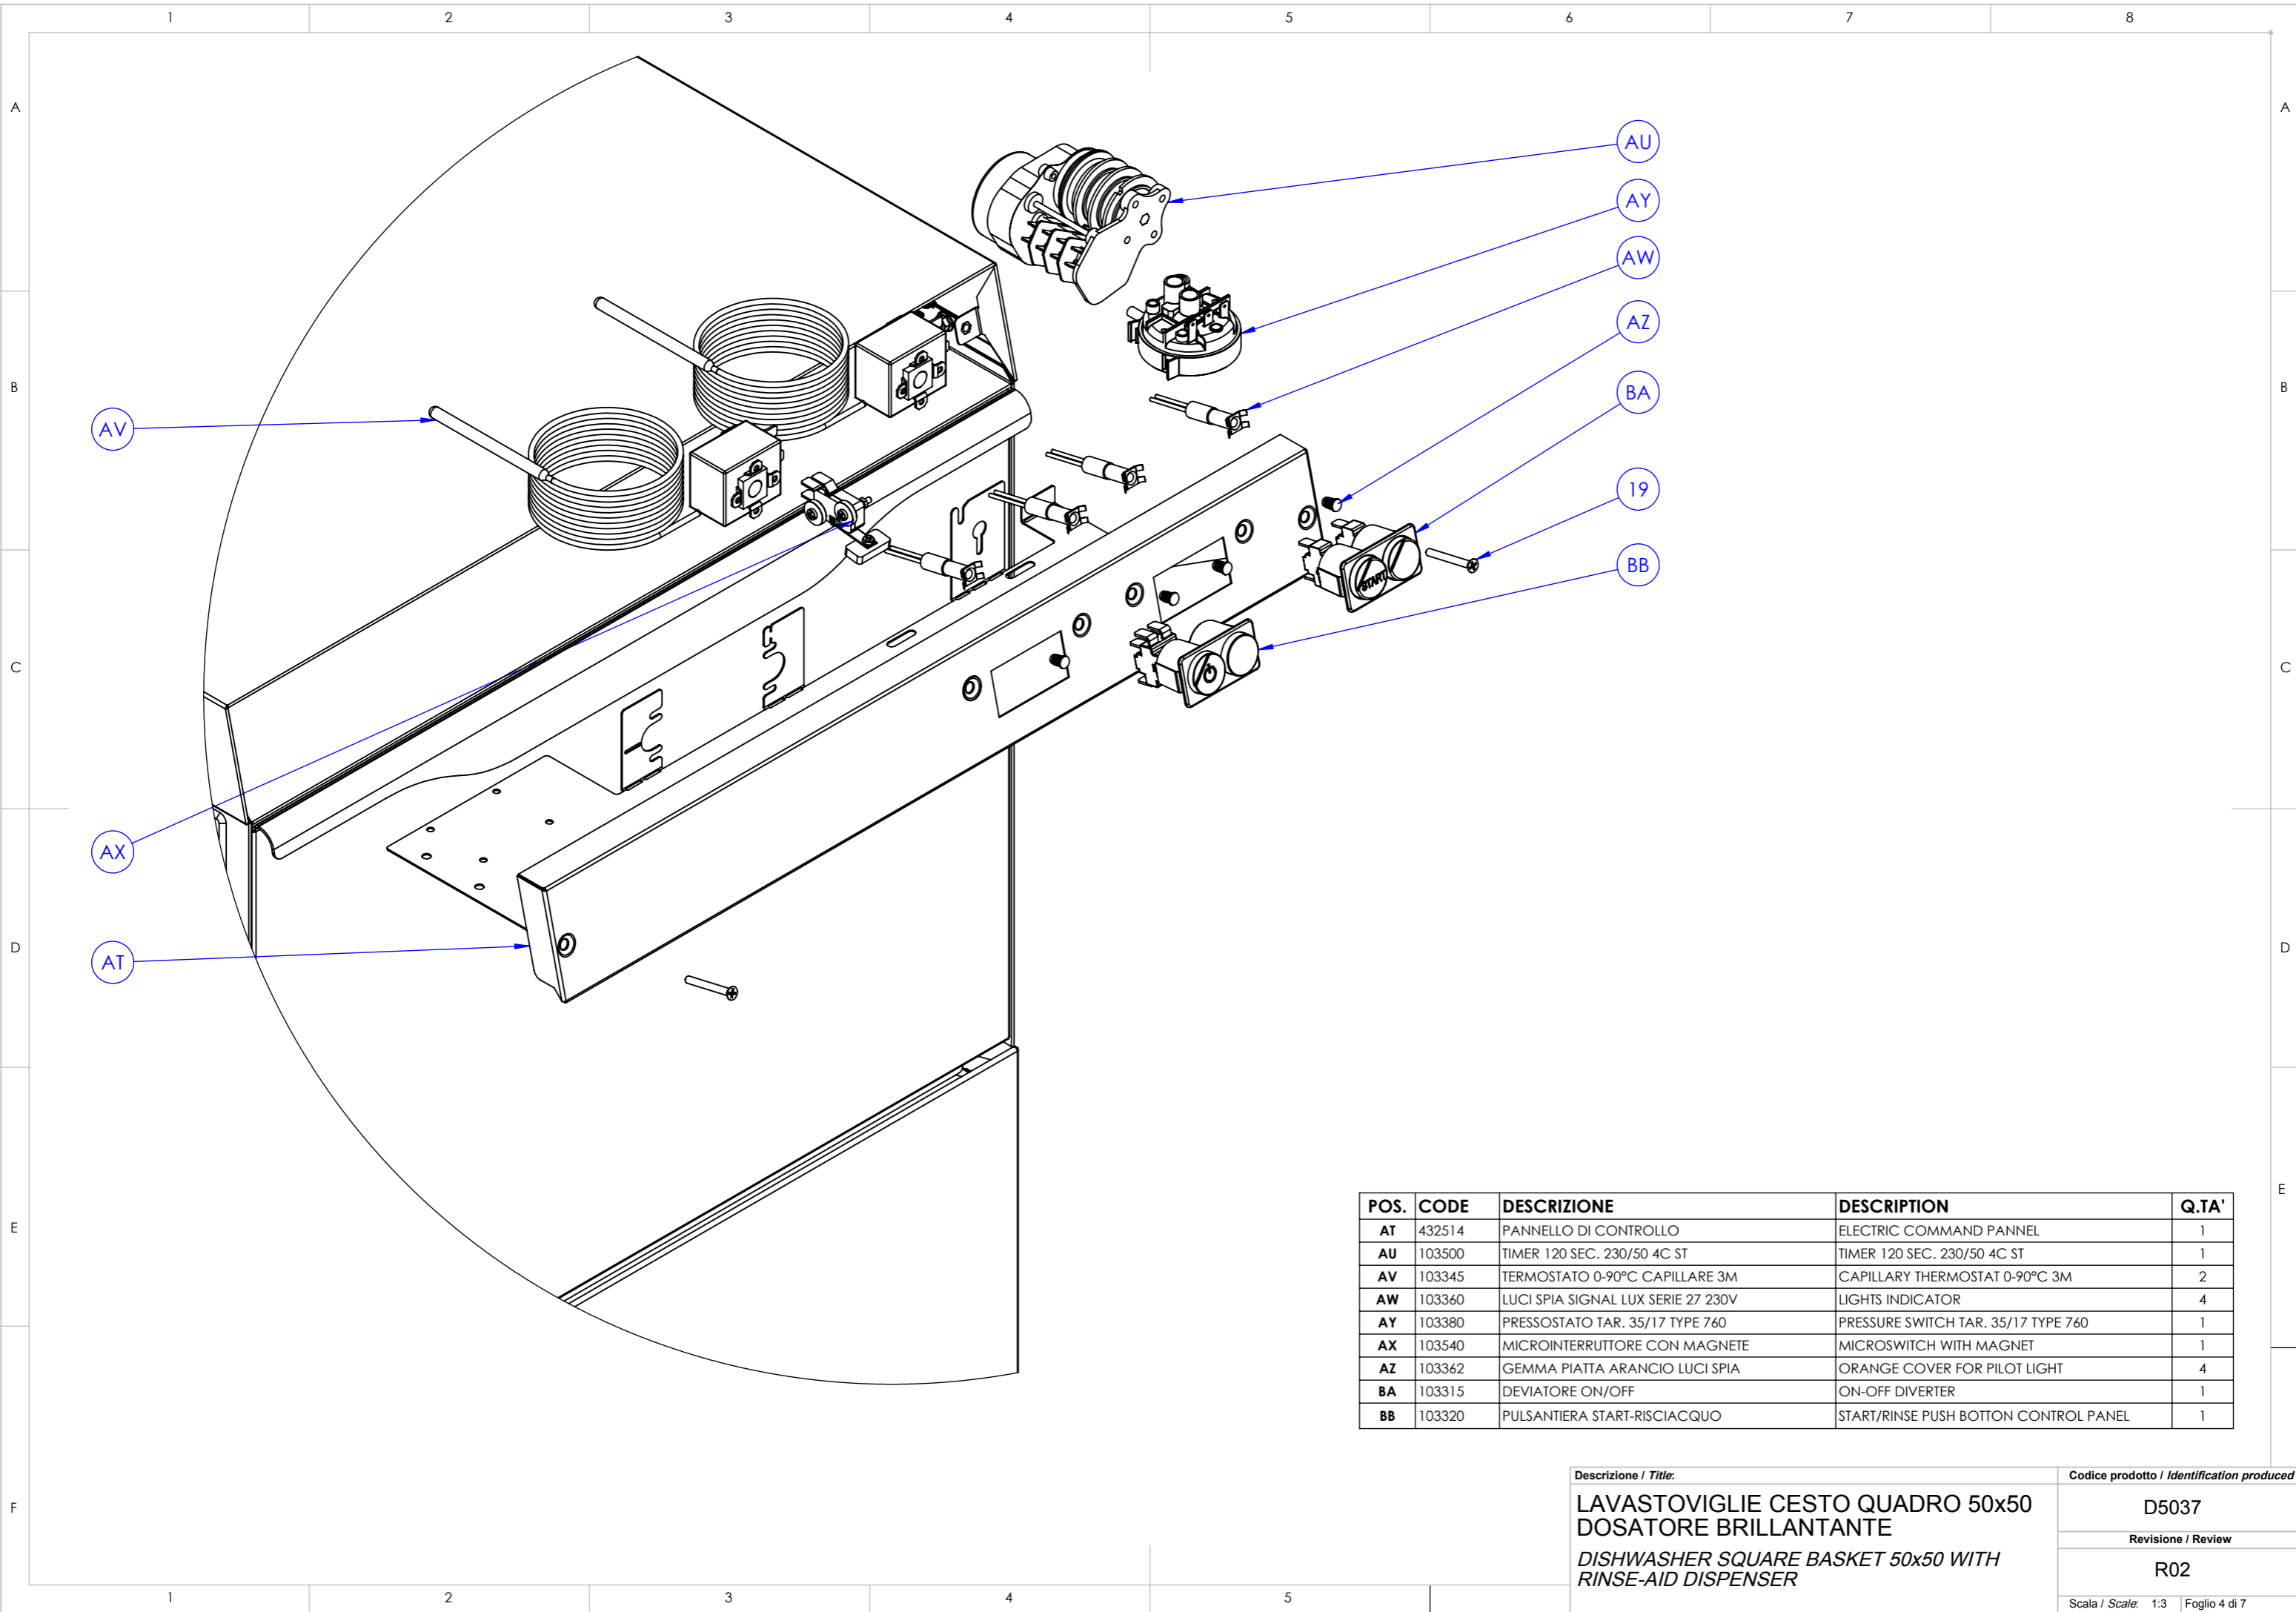 1 2 3 4 5 6 7 8
A A
AU
AY
AW
AZ
B B
BA
AV
19
BB
START
C C
AX
D D
AT
E E
POS. CODE DESCRIZIONE DESCRIPTION Q.TA'
AT 432514 PANNELLO DI CONTROLLO ELECTRIC COMMAND PANNEL 1
AU 103500 TIMER 120 SEC. 230/50 4C ST TIMER 120 SEC. 230/50 4C ST 1
AV 103345 TERMOSTATO 0-90°C CAPILLARE 3M CAPILLARY THERMOSTAT 0-90°C 3M 2
AW 103360 LUCI SPIA SIGNAL LUX SERIE 27 230V LIGHTS INDICATOR 4
AY 103380 PRESSOSTATO TAR. 35/17 TYPE 760 PRESSURE SWITCH TAR. 35/17 TYPE 760 1
AX 103540 MICROINTERRUTTORE CON MAGNETE MICROSWITCH WITH MAGNET 1
AZ 103362 GEMMA PIATTA ARANCIO LUCI SPIA ORANGE COVER FOR PILOT LIGHT 4
BA 103315 DEVIATORE ON/OFF ON-OFF DIVERTER 1
BB 103320 PULSANTIERA START-RISCIACQUO START/RINSE PUSH BOTTON CONTROL PANEL 1
F
Descrizione / Title:
LAVASTOVIGLIE CESTO QUADRO 50x50
DOSATORE BRILLANTANTE
DISHWASHER SQUARE BASKET 50x50 WITH
RINSE-AID DISPENSER
Codice prodotto / Identification produced
D5037
Revisione / Review
R02
Scala / Scale: 1:3 Foglio 4 di 7
1 2 3 4 5